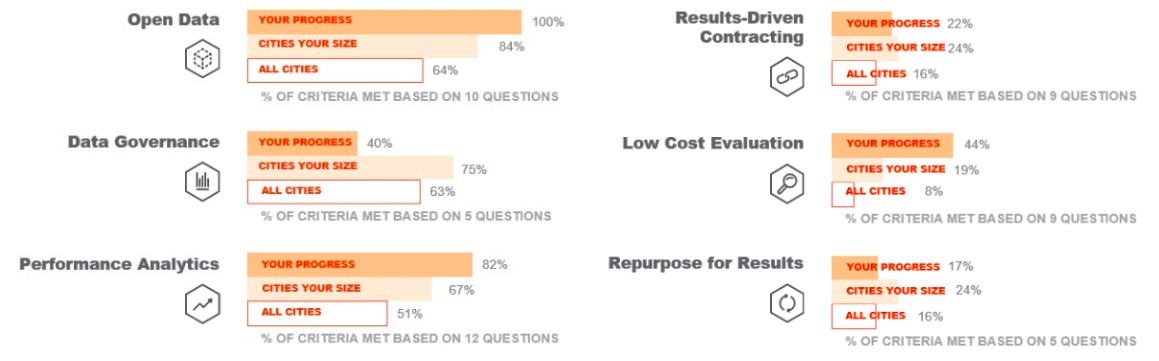 Open Data
YOUR PROGRESS 100%
CITIES YOUR SIZE 84%
ALL CITIES 64%
% OF CRITERIA MET BASED ON 10 QUESTIONS
Data Governance
YOUR PROGRESS 40%
CITIES YOUR SIZE 75%
ALL CITIES 63%
% OF CRITERIA MET BASED ON 5 QUESTIONS
Performance Analytics
YOUR PROGRESS 82%
CITIES YOUR SIZE 67%
ALL CITIES 51%
% OF CRITERIA MET BASED ON 12 QUESTIONS
Results-Driven
Contracting
YOUR PROGRESS 22%
CITIES YOUR SIZE 24%
ALL CITIES 16%
% OF CRITERIA MET BASED ON 9 QUESTIONS
Low Cost Evaluation
YOUR PROGRESS 44%
CITIES YOUR SIZE 19%
ALL CITIES 8%
% OF CRITERIA MET BASED ON 9 QUESTIONS
Repurpose for Results
YOUR PROGRESS 17%
CITIES YOUR SIZE 24%
ALL CITIES 16%
% OF CRITERIA MET BASED ON 5 QUESTIONS